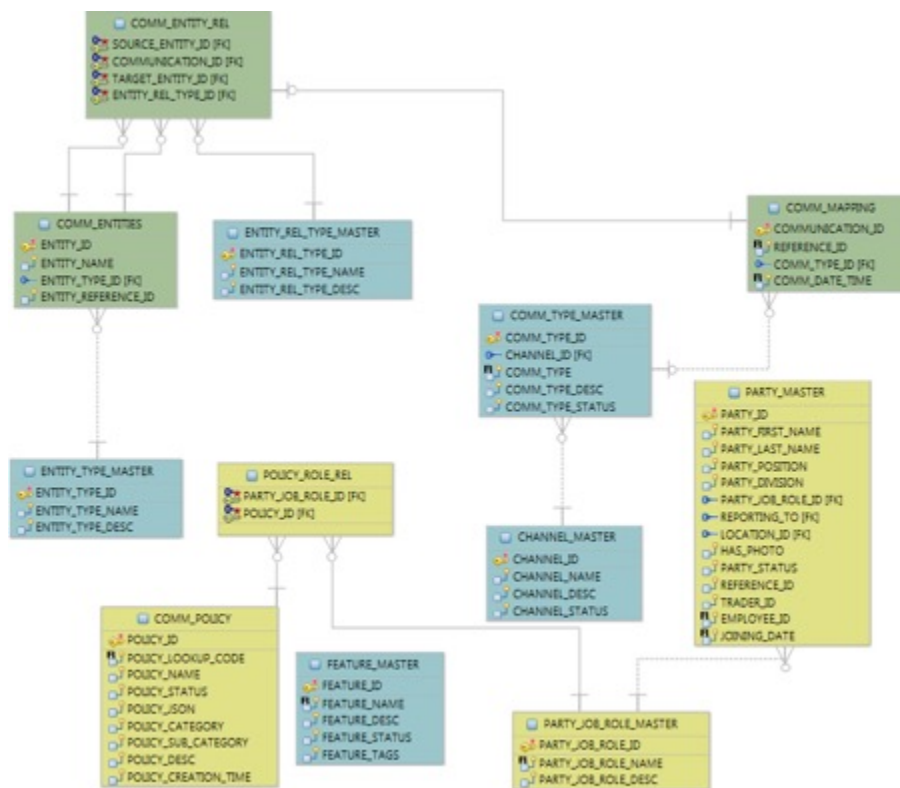 COMM_ENTITY_REL
SOURCE_ENTITY_ID [FK]
COMMUNICATION_ID [FK]
TARGET_ENTITY_ID [FK]
ENTITY_REL_TYPE_ID [FK]
COMM_ENTITIES
ENTITY_ID
ENTITY_NAME
ENTITY_TYPE_ID [FK]
ENTITY_REFERENCE_ID
ENTITY_REL_TYPE_MASTER
ENTITY_REL_TYPE_ID
ENTITY_REL_TYPE_NAME
ENTITY_REL_TYPE_DESC
COMM_MAPPING
COMMUNICATION_ID
REFERENCE_ID
COMM_TYPE_ID [FK]
COMM_DATE_TIME
COMM_TYPE_MASTER
COMM_TYPE_ID
CHANNEL_ID [FK]
COMM_TYPE
COMM_TYPE_DESC
COMM_TYPE_STATUS
PARTY_MASTER
PARTY_ID
PARTY_FIRST_NAME
PARTY_LAST_NAME
PARTY_POSITION
PARTY_DIVISION
PARTY_JOB_ROLE_ID [FK]
REPORTING_TO [FK]
LOCATION_ID [FK]
HAS_PHOTO
PARTY_STATUS
REFERENCE_ID
TRADER_ID
EMPLOYEE_ID
JOINING_DATE
ENTITY_TYPE_MASTER
ENTITY_TYPE_ID
ENTITY_TYPE_NAME
ENTITY_TYPE_DESC
POLICY_ROLE_REL
PARTY_JOB_ROLE_ID [FK]
POLICY_ID [FK]
CHANNEL_MASTER
CHANNEL_ID
CHANNEL_NAME
CHANNEL_DESC
CHANNEL_STATUS
COMM_POLICY
POLICY_ID
POLICY_LOOKUP_CODE
POLICY_NAME
POLICY_STATUS
POLICY_JSON
POLICY_CATEGORY
POLICY_SUB_CATEGORY
POLICY_DESC
POLICY_CREATION_TIME
FEATURE_MASTER
FEATURE_ID
FEATURE_NAME
FEATURE_DESC
FEATURE_STATUS
FEATURE_TAGS
PARTY_JOB_ROLE_MASTER
PARTY_JOB_ROLE_ID
PARTY_JOB_ROLE_NAME
PARTY_JOB_ROLE_DESC